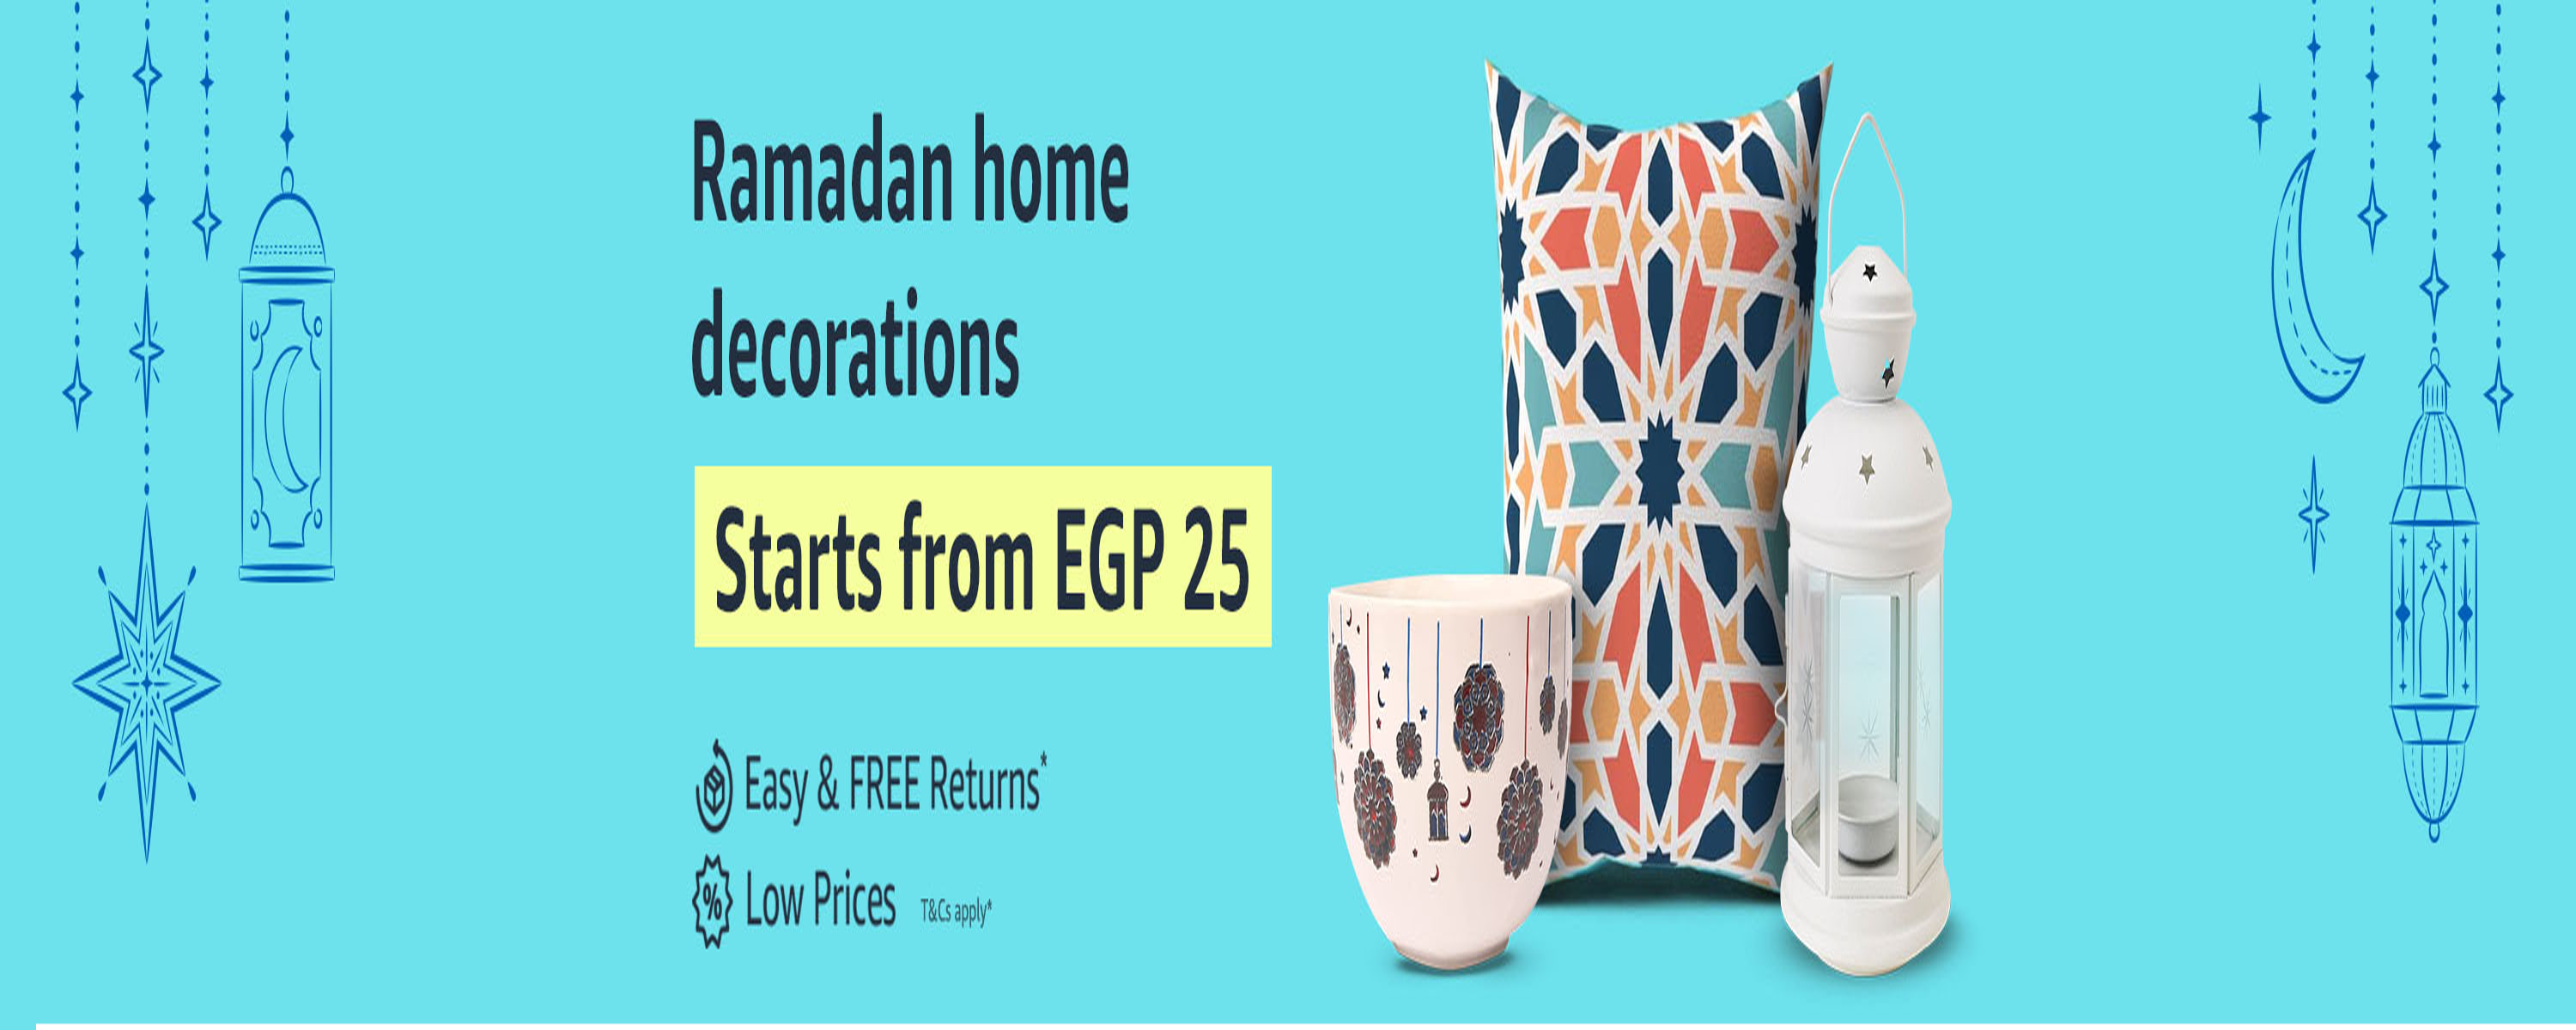 Ramadan home
decorations
Starts from EGP 25
Easy & FREE Returns*
% Low Prices T&Cs apply*